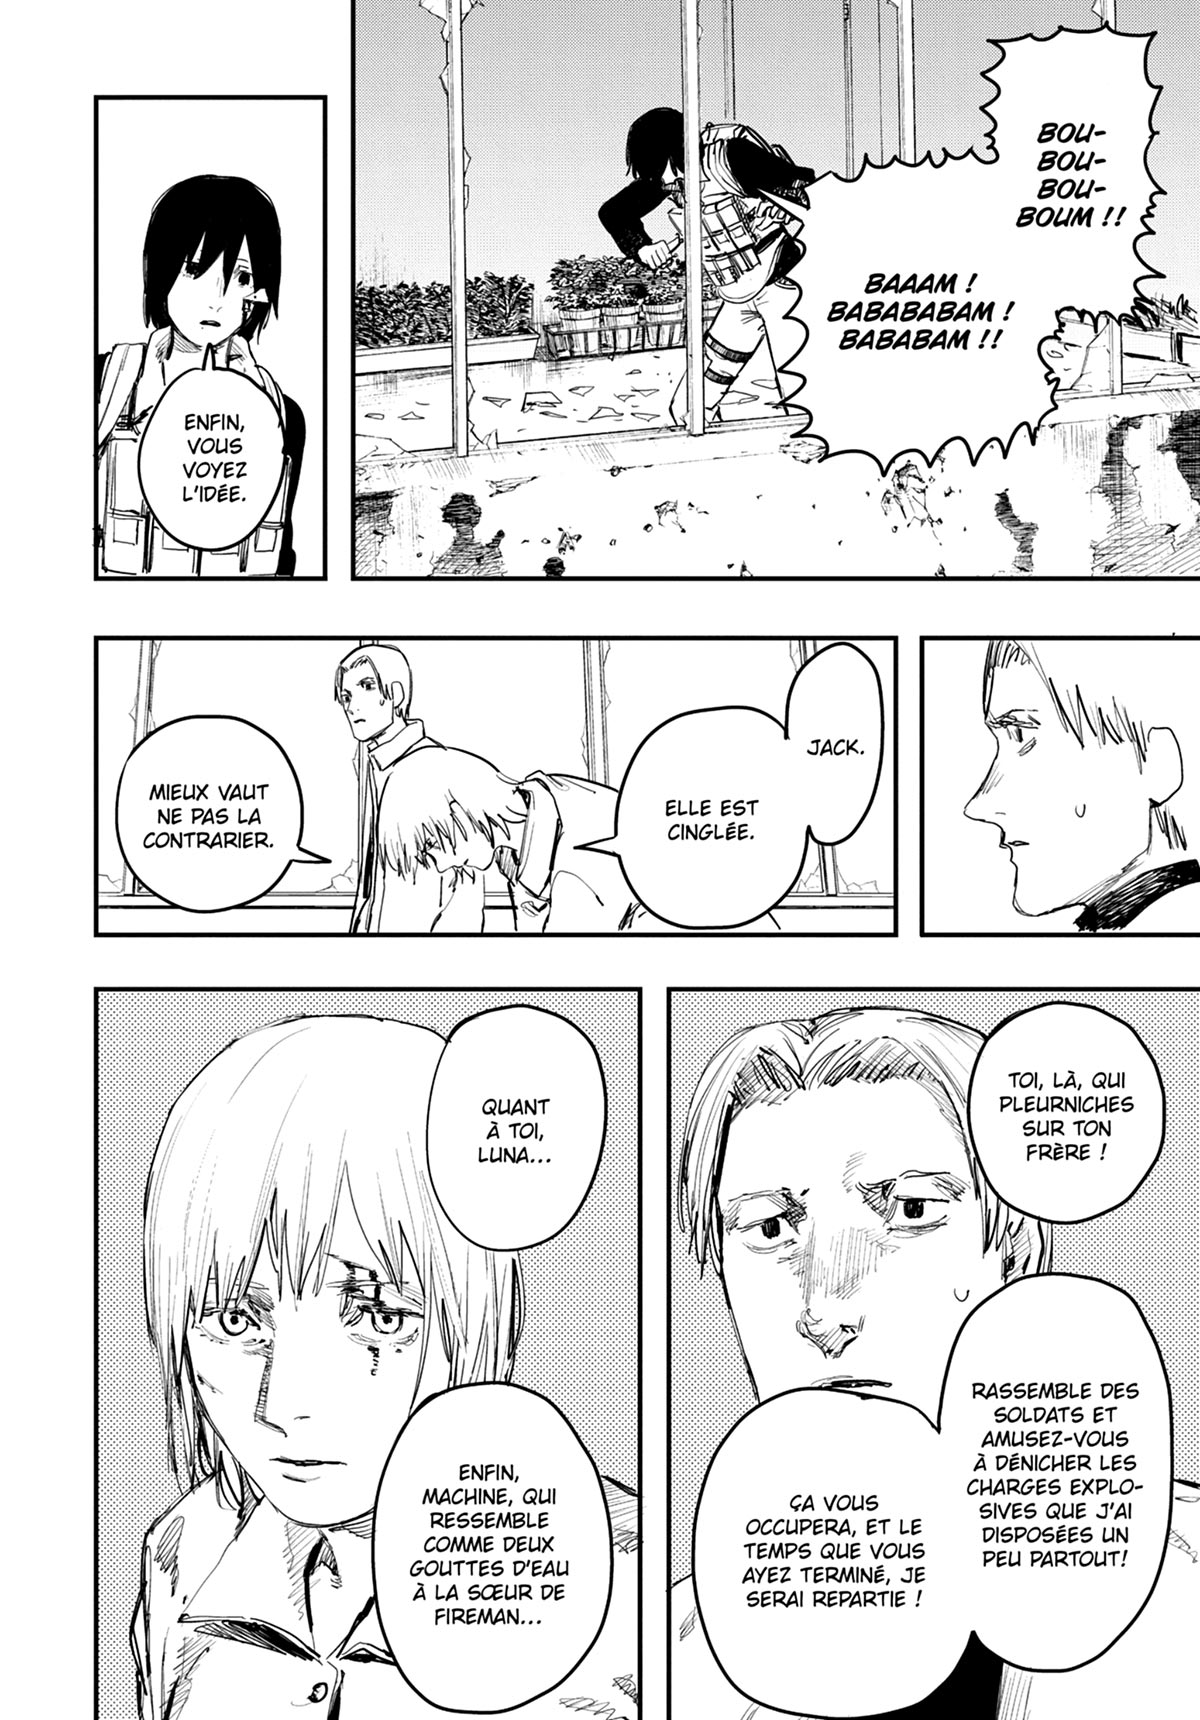 BOU-
BOU-
BOU-
BOUM !!
BAAAM !
BABABABAM !
BABABAM !!
ENFIN,
VOUS
VOYEZ
L'IDÉE.
JACK.
ELLE EST
CINGLÉE.
MIEUX VAUT
NE PAS LA
CONTRARIER.
TOI, LÀ, QUI
PLEURNICHES
SUR TON
FRÈRE !
RASSEMBLE DES
SOLDATS ET
AMUSEZ-VOUS
À DÉNICHER LES
CHARGES EXPLO-
SIVES QUE J'AI
DISPOSÉES UN
PEU PARTOUT!
ÇA VOUS
OCCUPERA, ET LE
TEMPS QUE VOUS
AYEZ TERMINÉ, JE
SERAI REPARTIE !
QUANT
À TOI,
LUNA...
ENFIN,
MACHINE, QUI
RESSEMBLE
COMME DEUX
GOUTTES D'EAU
À LA SŒUR DE
FIREMAN...